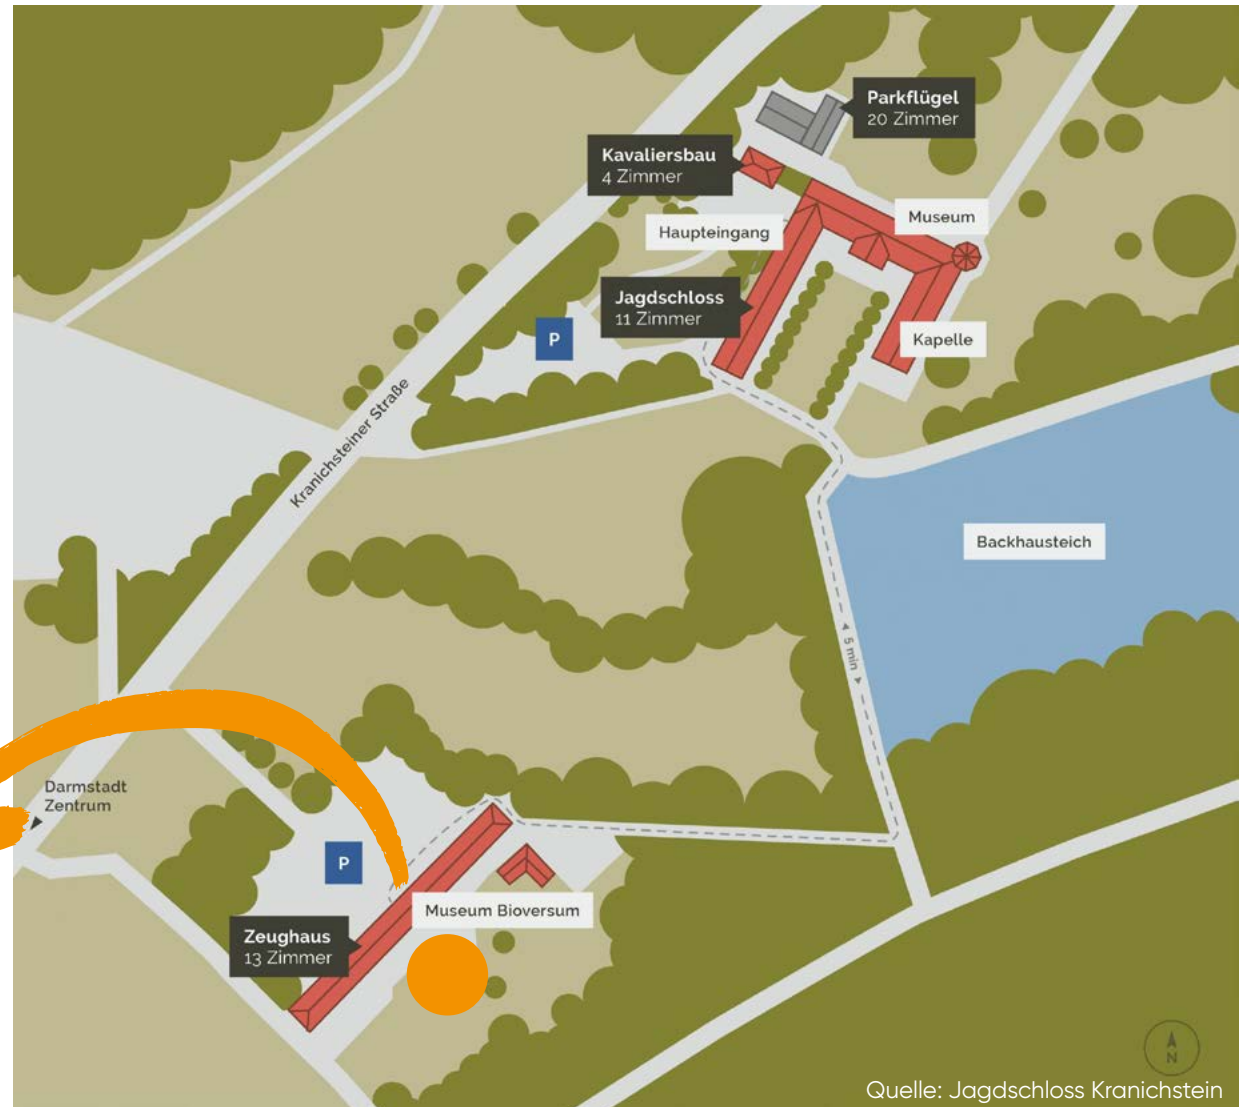 Parkflügel
20 Zimmer
Kavaliersbau
4 Zimmer
Museum
Haupteingang
Jagdschloss
11 Zimmer
P
Kapelle
Kranichsteiner Straße
Backhausteich
5 min
Darmstadt
Zentrum
P
Museum Bioversum
Zeughaus
13 Zimmer
N
Quelle: Jagdschloss Kranichstein